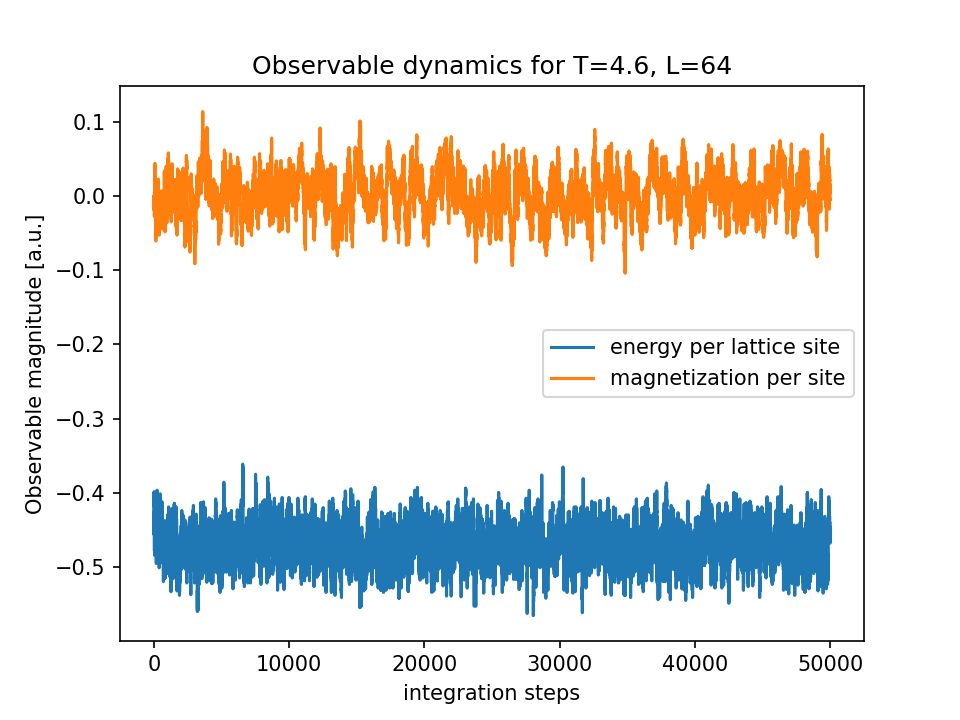 Observable dynamics for T=4.6, L=64
Observable magnitude [a.u.]
0.1
0.0
−0.1
−0.2
−0.3
−0.4
−0.5
energy per lattice site
magnetization per site
0 10000 20000 30000 40000 50000
integration steps